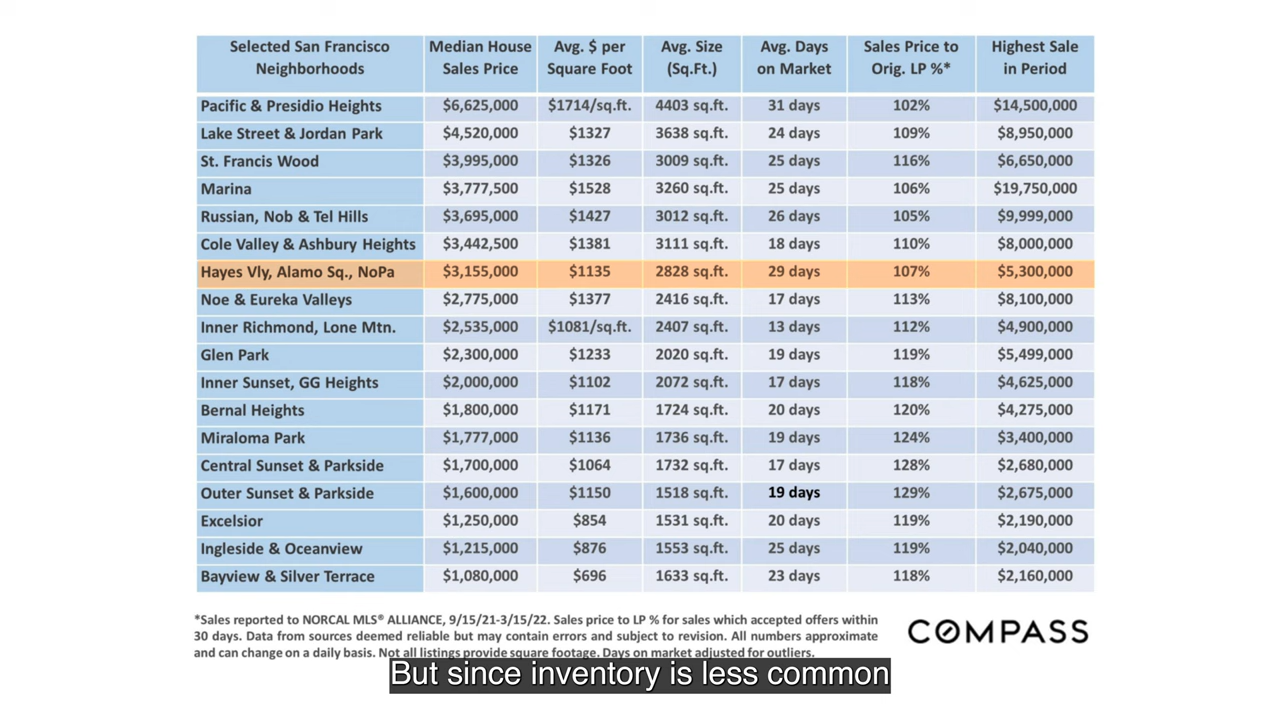 Selected San Francisco Neighborhoods | Median House Sales Price | Avg. $ per Square Foot | Avg. Size (Sq.Ft.) | Avg. Days on Market | Sales Price to Orig. LP %* | Highest Sale in Period
Pacific & Presidio Heights $6,625,000 $1714/sq.ft. 4403 sq.ft. 31 days 102% $14,500,000
Lake Street & Jordan Park $4,520,000 $1327 3638 sq.ft. 24 days 109% $8,950,000
St. Francis Wood $3,995,000 $1326 3009 sq.ft. 25 days 116% $6,650,000
Marina $3,777,500 $1528 3260 sq.ft. 25 days 106% $19,750,000
Russian, Nob & Tel Hills $3,695,000 $1427 3012 sq.ft. 26 days 105% $9,999,000
Cole Valley & Ashbury Heights $3,442,500 $1381 3111 sq.ft. 18 days 110% $8,000,000
Hayes Vly, Alamo Sq., NoPa $3,155,000 $1135 2828 sq.ft. 29 days 107% $5,300,000
Noe & Eureka Valleys $2,775,000 $1377 2416 sq.ft. 17 days 113% $8,100,000
Inner Richmond, Lone Mtn. $2,535,000 $1081/sq.ft. 2407 sq.ft. 13 days 112% $4,900,000
Glen Park $2,300,000 $1233 2020 sq.ft. 19 days 119% $5,499,000
Inner Sunset, GG Heights $2,000,000 $1102 2072 sq.ft. 17 days 118% $4,625,000
Bernal Heights $1,800,000 $1171 1724 sq.ft. 20 days 120% $4,275,000
Miraloma Park $1,777,000 $1136 1736 sq.ft. 19 days 124% $3,400,000
Central Sunset & Parkside $1,700,000 $1064 1732 sq.ft. 17 days 128% $2,680,000
Outer Sunset & Parkside $1,600,000 $1150 1518 sq.ft. 19 days 129% $2,675,000
Excelsior $1,250,000 $854 1531 sq.ft. 20 days 119% $2,190,000
Ingleside & Oceanview $1,215,000 $876 1553 sq.ft. 25 days 119% $2,040,000
Bayview & Silver Terrace $1,080,000 $696 1633 sq.ft. 23 days 118% $2,160,000
*Sales reported to NORCAL MLS® ALLIANCE, 9/15/21-3/15/22. Sales price to LP % for sales which accepted offers within
30 days. Data from sources deemed reliable but may contain errors and subject to revision. All numbers approximate
and can change on a daily basis. Not all listings provide square footage. Days on market adjusted for outliers.
COMPASS
But since inventory is less common